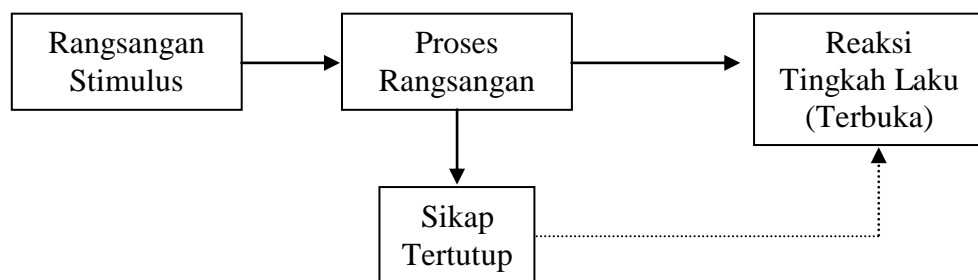 Rangsangan
Stimulus
Proses
Rangsangan
Reaksi
Tingkah Laku
(Terbuka)
Sikap
Tertutup